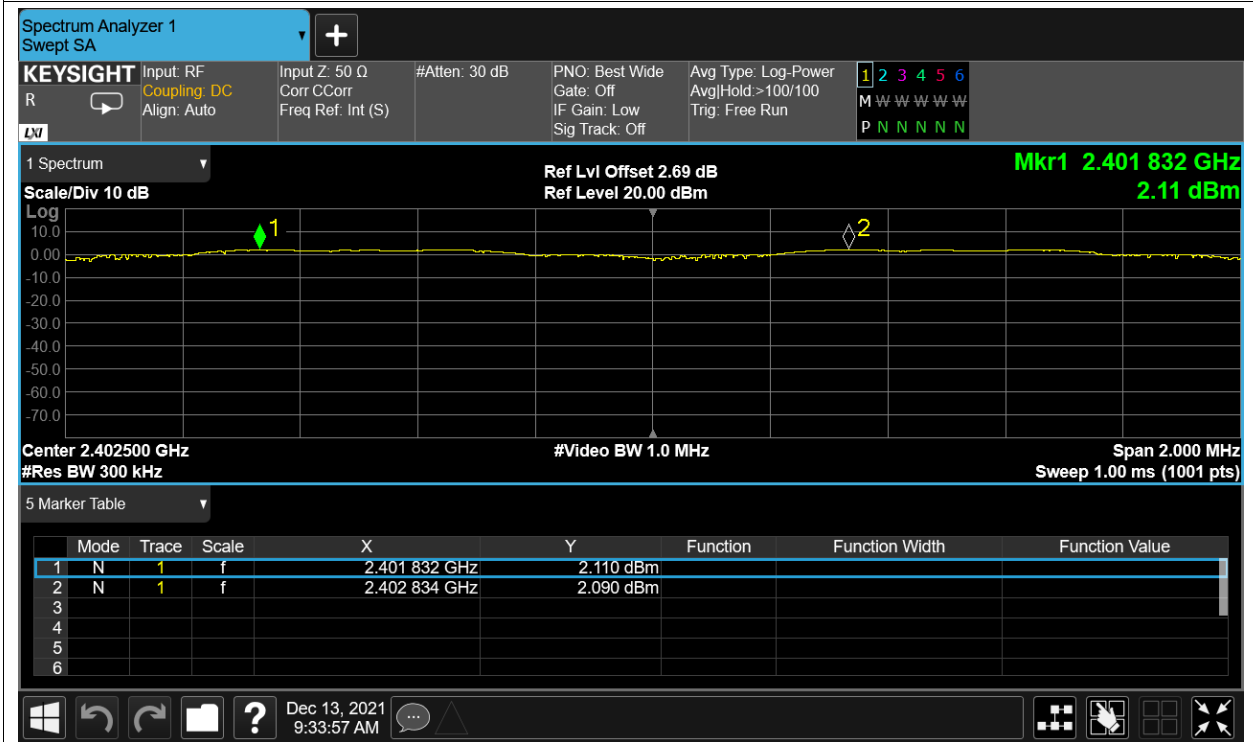 Spectrum Analyzer 1
Swept SA
+
KEYSIGHT Input: RF Input Z: 50 Ω #Atten: 30 dB PNO: Best Wide Avg Type: Log-Power 1 2 3 4 5 6
R Coupling: DC Corr CCorr Gate: Off Avg|Hold:>100/100 M W W W W W
Align: Auto Freq Ref: Int (S) IF Gain: Low Trig: Free Run
LXI Sig Track: Off P N N N N N
1 Spectrum Ref Lvl Offset 2.69 dB Mkr1 2.401 832 GHz
Scale/Div 10 dB Ref Level 20.00 dBm 2.11 dBm
Log
10.0 1 2
0.00
-10.0
-20.0
-30.0
-40.0
-50.0
-60.0
-70.0
Center 2.402500 GHz #Video BW 1.0 MHz Span 2.000 MHz
#Res BW 300 kHz Sweep 1.00 ms (1001 pts)
5 Marker Table
Mode Trace Scale X Y Function Function Width Function Value
1 N 1 f 2.401 832 GHz 2.110 dBm
2 N 1 f 2.402 834 GHz 2.090 dBm
3
4
5
6
? Dec 13, 2021
9:33:57 AM